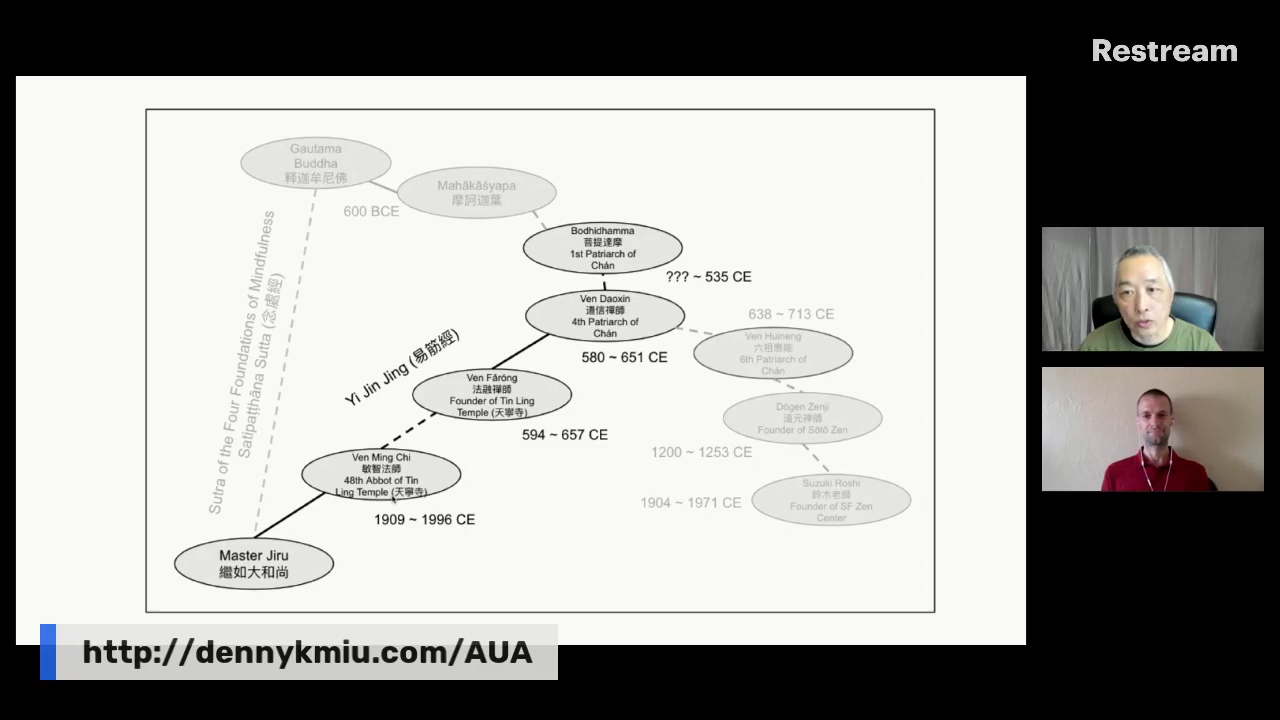 Restream
Gautama
Buddha
释迦牟尼佛
600 BCE
Mahākāśyapa
摩訶迦葉
Bodhidhamma
菩提達摩
1st Patriarch of
Chán
??? ~ 535 CE
Ven Daoxin
道信禪師
4th Patriarch of
Chán
580 ~ 651 CE
638 ~ 713 CE
Ven Huineng
六祖惠能
6th Patriarch of
Chán
Sutra of the Four Foundations of Mindfulness
Satipaṭṭhāna Sutta (念處經)
Yi Jin Jing (易筋經)
Ven Fǎróng
法融禪師
Founder of Tin Ling
Temple (天寧寺)
594 ~ 657 CE
Dōgen Zenji
道元禅師
Founder of Sōtō Zen
1200 ~ 1253 CE
Ven Ming Chi
敏智法師
48th Abbot of Tin
Ling Temple (天寧寺)
1909 ~ 1996 CE
Suzuki Roshi
鈴木老師
Founder of SF Zen
Center
1904 ~ 1971 CE
Master Jiru
繼如大和尚
http://dennykmiu.com/AUA